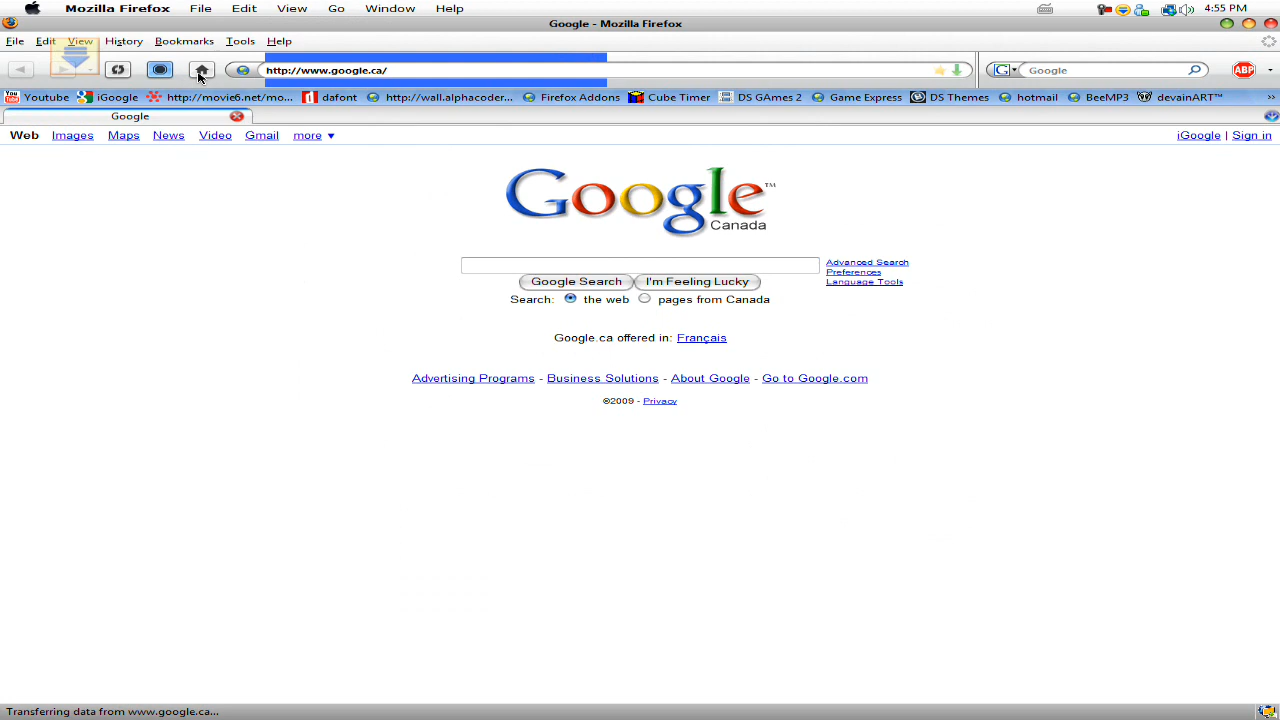 Mozilla Firefox File Edit View Go Window Help 4:55 PM
Google - Mozilla Firefox
File Edit View History Bookmarks Tools Help
http://www.google.ca/ G Google ABP
You Tube Youtube iGoogle http://movie6.net/mo... dafont http://wall.alphacoder... Firefox Addons Cube Timer DS GAmes 2 Game Express DS Themes hotmail BeeMP3 devainART™
Google
Web Images Maps News Video Gmail more ▼ iGoogle | Sign in
Google™
Canada
Advanced Search
Preferences
Language Tools
Google Search I'm Feeling Lucky
Search: the web pages from Canada
Google.ca offered in: Français
Advertising Programs - Business Solutions - About Google - Go to Google.com
©2009 - Privacy
Transferring data from www.google.ca...